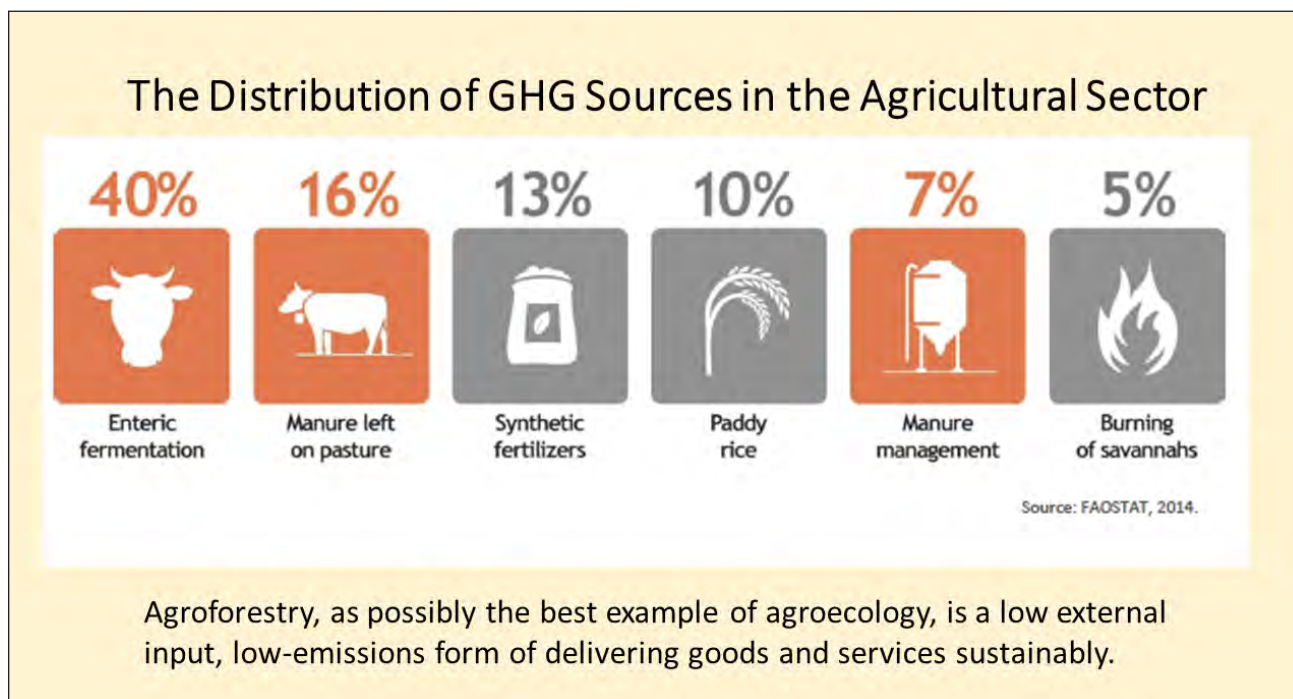 The Distribution of GHG Sources in the Agricultural Sector
40% 16% 13% 10% 7% 5%
Enteric
fermentation
Manure left
on pasture
Synthetic
fertilizers
Paddy
rice
Manure
management
Burning
of savannahs
Source: FAOSTAT, 2014.
Agroforestry, as possibly the best example of agroecology, is a low external
input, low-emissions form of delivering goods and services sustainably.